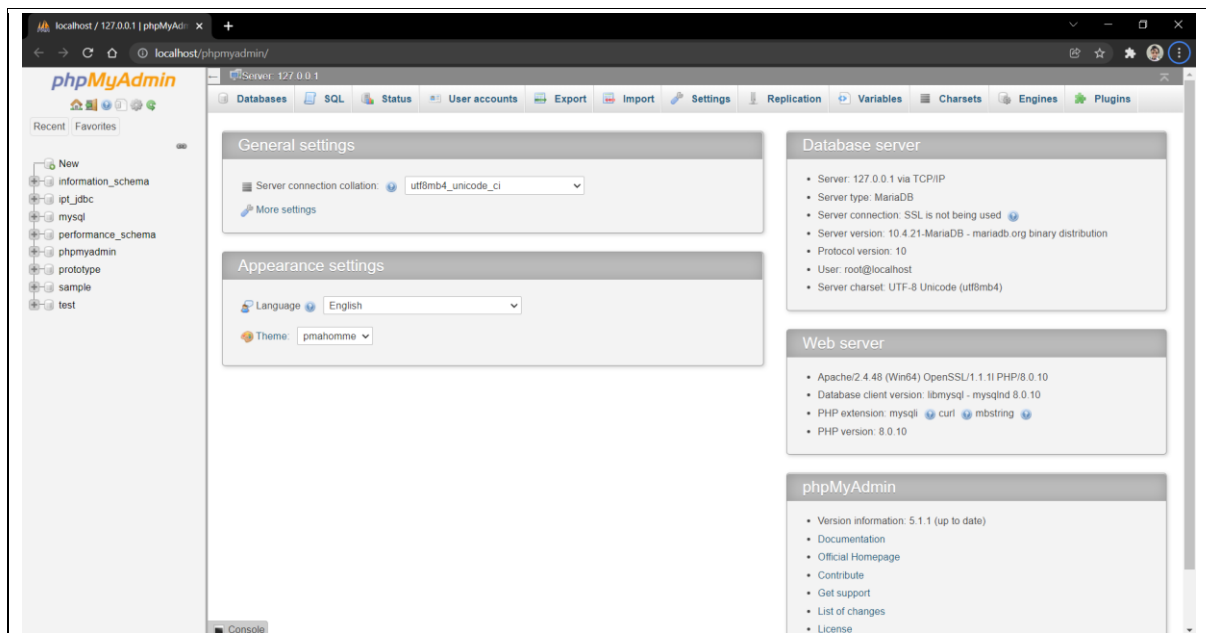 localhost / 127.0.0.1 | phpMyAdm
localhost/phpmyadmin/
phpMyAdmin
Recent Favorites
New
information_schema
ipt_jdbc
mysql
performance_schema
phpmyadmin
prototype
sample
test
Server: 127.0.0.1
Databases SQL Status User accounts Export Import Settings Replication Variables Charsets Engines Plugins
General settings
Server connection collation: utf8mb4_unicode_ci
More settings
Appearance settings
Language English
Theme: pmahomme
Database server
Server: 127.0.0.1 via TCP/IP
Server type: MariaDB
Server connection: SSL is not being used
Server version: 10.4.21-MariaDB - mariadb.org binary distribution
Protocol version: 10
User: root@localhost
Server charset: UTF-8 Unicode (utf8mb4)
Web server
Apache/2.4.48 (Win64) OpenSSL/1.1.1l PHP/8.0.10
Database client version: libmysql - mysqlnd 8.0.10
PHP extension: mysqli curl mbstring
PHP version: 8.0.10
phpMyAdmin
Version information: 5.1.1 (up to date)
Documentation
Official Homepage
Contribute
Get support
List of changes
License
Console